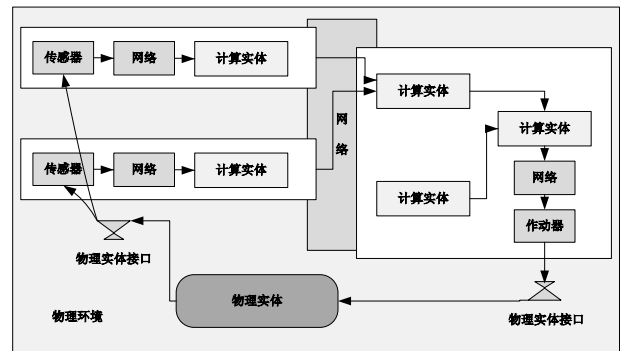 传感器
网络
计算实体
传感器
网络
计算实体
网
络
计算实体
计算实体
计算实体
网络
作动器
物理实体接口
物理实体
物理环境
物理实体接口